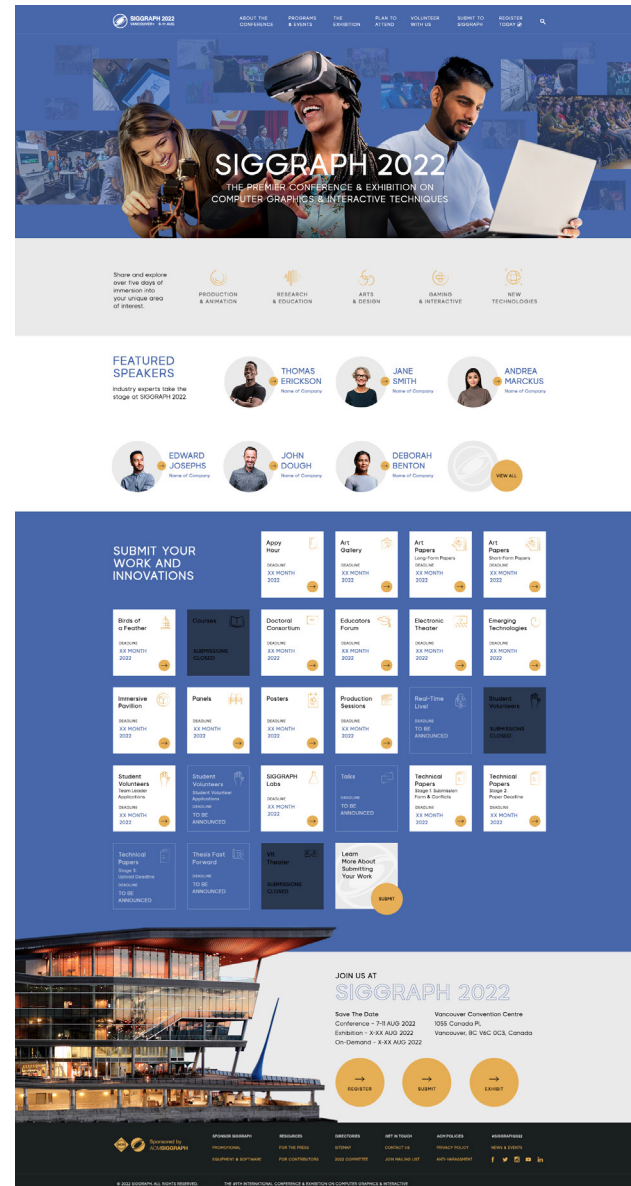 SIGGRAPH 2022
VANCOUVER+ 8-11 AUG
ABOUT THE
CONFERENCE
PROGRAMS
& EVENTS
THE
EXHIBITION
PLAN TO
ATTEND
VOLUNTEER
WITH US
SUBMIT TO
SIGGRAPH
REGISTER
TODAY
SIGGRAPH 2022
THE PREMIER CONFERENCE & EXHIBITION ON
COMPUTER GRAPHICS & INTERACTIVE TECHNIQUES
Share and explore
over five days of
immersion into
your unique area
of interest.
PRODUCTION
& ANIMATION
RESEARCH
& EDUCATION
ARTS
& DESIGN
GAMING
& INTERACTIVE
NEW
TECHNOLOGIES
FEATURED
SPEAKERS
Industry experts take the
stage at SIGGRAPH 2022.
THOMAS
ERICKSON
Name of Company
JANE
SMITH
Name of Company
ANDREA
MARCKUS
Name of Company
EDWARD
JOSEPHS
Name of Company
JOHN
DOUGH
Name of Company
DEBORAH
BENTON
Name of Company
VIEW ALL
SUBMIT YOUR
WORK AND
INNOVATIONS
Appy
Hour
DEADLINE
XX MONTH
2022
Art
Gallery
DEADLINE
XX MONTH
2022
Art
Papers
Long-Form Papers
DEADLINE
XX MONTH
2022
Art
Papers
Short-Form Papers
DEADLINE
XX MONTH
2022
Birds of
a Feather
DEADLINE
XX MONTH
2022
Courses
SUBMISSIONS
CLOSED
Doctoral
Consortium
DEADLINE
XX MONTH
2022
Educators
Forum
DEADLINE
XX MONTH
2022
Electronic
Theater
DEADLINE
XX MONTH
2022
Emerging
Technologies
DEADLINE
XX MONTH
2022
Immersive
Pavilion
DEADLINE
XX MONTH
2022
Panels
DEADLINE
XX MONTH
2022
Posters
DEADLINE
XX MONTH
2022
Production
Sessions
DEADLINE
XX MONTH
2022
Real-Time
Live!
DEADLINE
TO BE
ANNOUNCED
Student
Volunteers
SUBMISSIONS
CLOSED
Student
Volunteers
Team Leader
Applications
DEADLINE
XX MONTH
2022
Student
Volunteers
Student Volunteer
Applications
DEADLINE
TO BE
ANNOUNCED
SIGGRAPH
Labs
DEADLINE
XX MONTH
2022
Talks
DEADLINE
TO BE
ANNOUNCED
Technical
Papers
Stage 1: Submission
Form & Conflicts
DEADLINE
XX MONTH
2022
Technical
Papers
Stage 2:
Paper Deadline
DEADLINE
XX MONTH
2022
Technical
Papers
Stage 3:
Upload Deadline
DEADLINE
TO BE
ANNOUNCED
Thesis Fast
Forward
DEADLINE
TO BE
ANNOUNCED
VR
Theater
SUBMISSIONS
CLOSED
Learn
More About
Submitting
Your Work
SUBMIT
JOIN US AT
SIGGRAPH 2022
Save The Date
Conference - 7-11 AUG 2022
Exhibition - X-XX AUG 2022
On-Demand - X-XX AUG 2022
Vancouver Convention Centre
1055 Canada Pl,
Vancouver, BC V6C 0C3, Canada
REGISTER
SUBMIT
EXHIBIT
Sponsored by
ACMSIGGRAPH
SPONSOR SIGGRAPH
PROMOTIONAL
EQUIPMENT & SOFTWARE
RESOURCES
FOR THE PRESS
FOR CONTRIBUTORS
DIRECTORIES
SITEMAP
2022 COMMITTEE
GET IN TOUCH
CONTACT US
JOIN MAILING LIST
ACM POLICIES
PRIVACY POLICY
ANTI-HARASSMENT
#SIGGRAPH2022
NEWS & EVENTS
© 2022 SIGGRAPH. ALL RIGHTS RESERVED.
THE 49TH INTERNATIONAL CONFERENCE & EXHIBITION ON COMPUTER GRAPHICS & INTERACTIVE